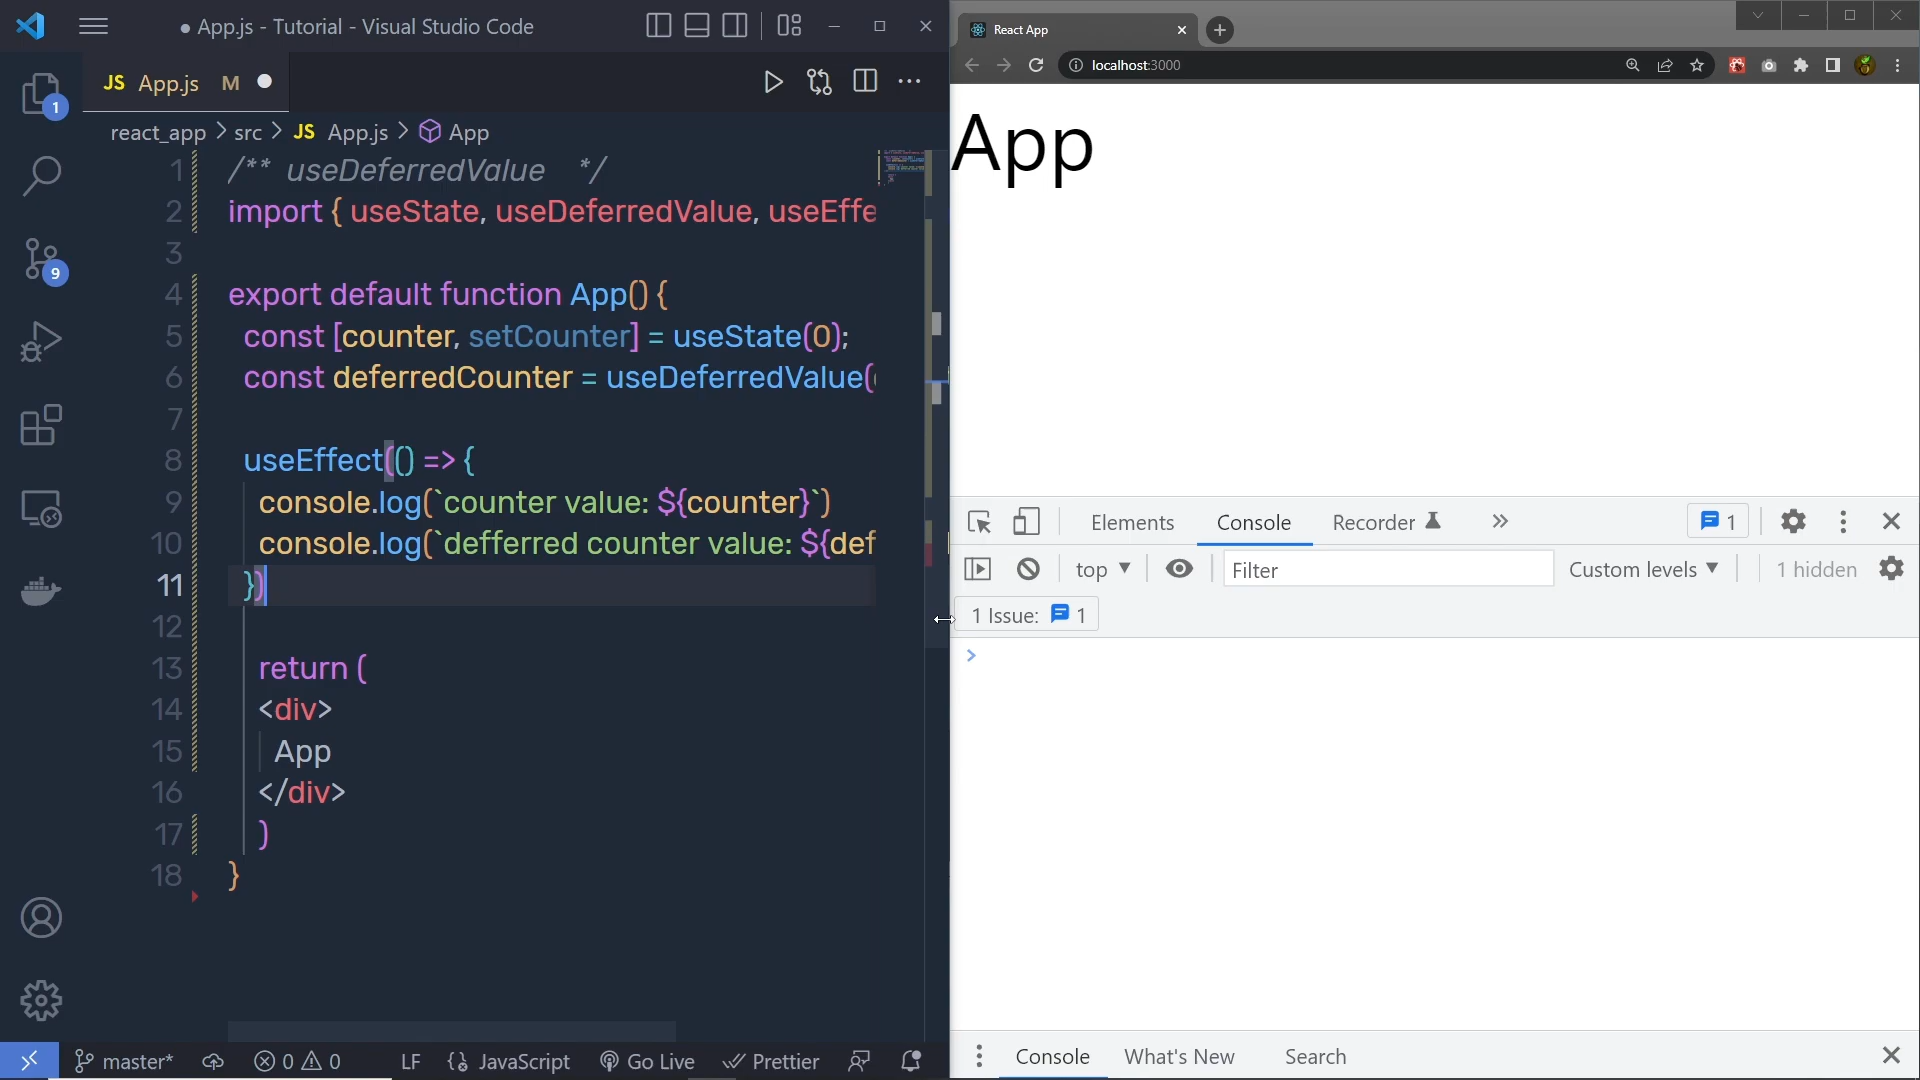 App.js - Tutorial - Visual Studio Code
JS App.js M
react_app > src > JS App.js > App
1 /** useDeferredValue */
2 import { useState, useDeferredValue, useEffe
3
4 export default function App() {
5 const [counter, setCounter] = useState(0);
6 const deferredCounter = useDeferredValue(
7
8 useEffect(() => {
9 console.log(`counter value: ${counter}`)
10 console.log(`defferred counter value: ${def
11 })
12
13 return (
14 <div>
15 App
16 </div>
17 )
18 }
1
9
master* 0 0 LF {} JavaScript Go Live Prettier
React App
localhost:3000
App
Elements Console Recorder 1
top Filter Custom levels 1 hidden
1 Issue: 1
>
Console What's New Search